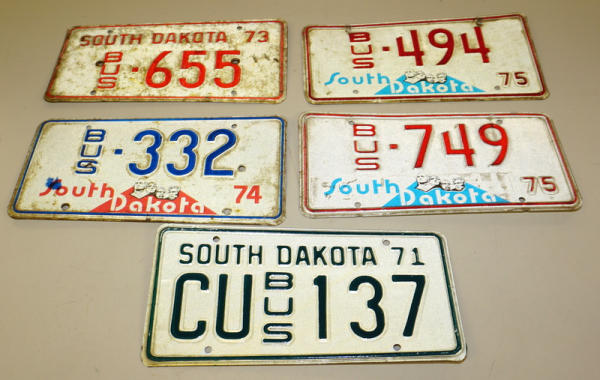 SOUTH DAKOTA 73
BUS ·655
BUS ·494
South Dakota 75
BUS ·332
South Dakota 74
BUS ·749
South Dakota 75
SOUTH DAKOTA 71
CU BUS 137